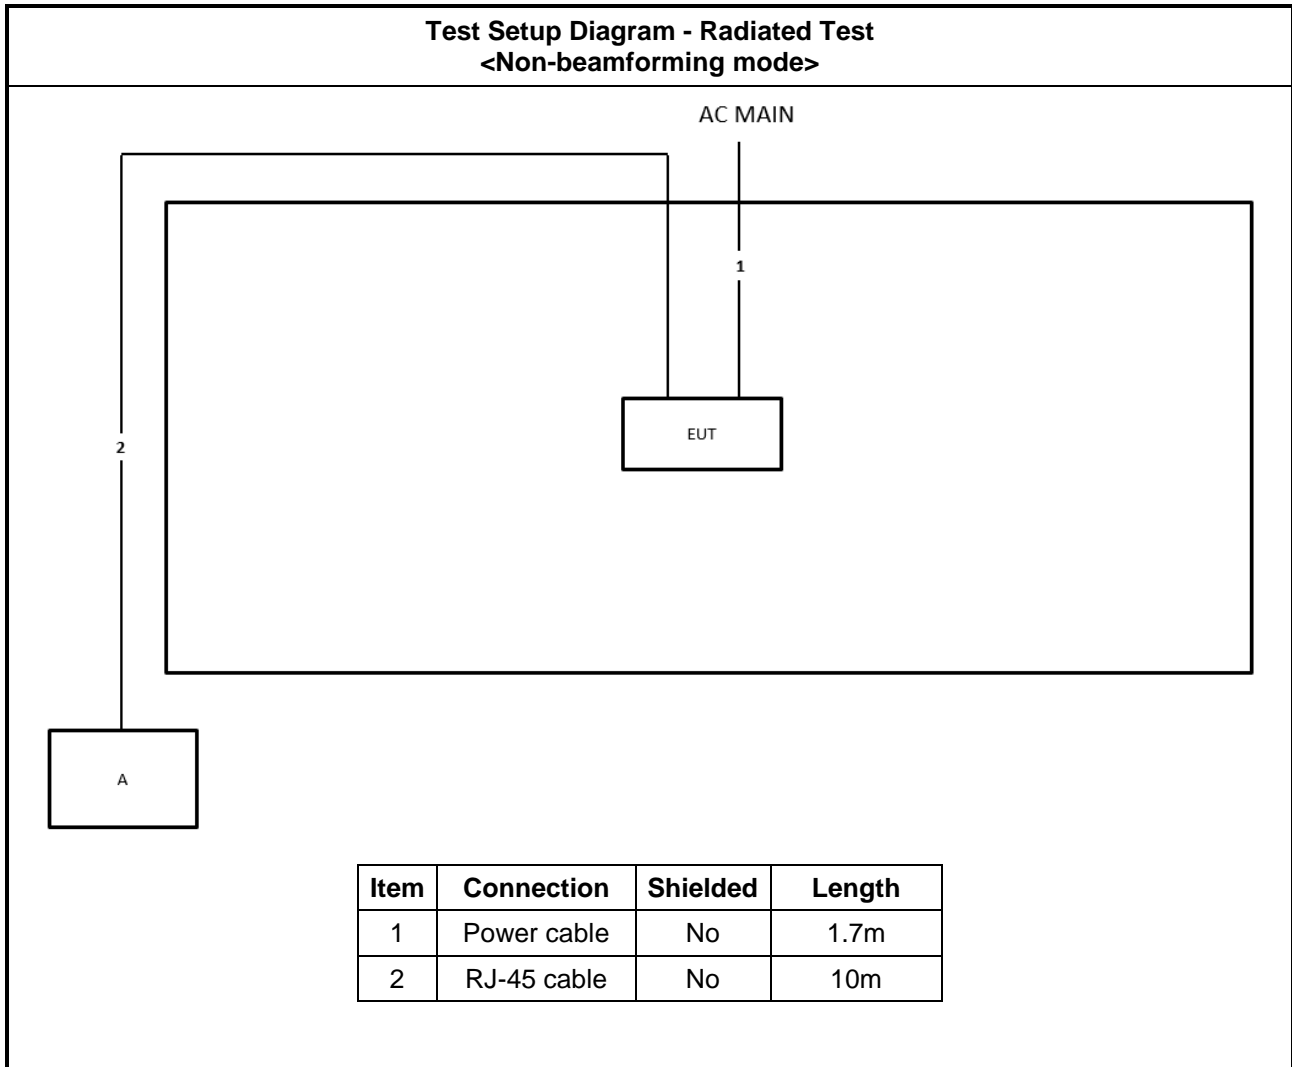 Test Setup Diagram - Radiated Test
<Non-beamforming mode>
AC MAIN
1
EUT
2
A
Item Connection Shielded Length
1 Power cable No 1.7m
2 RJ-45 cable No 10m